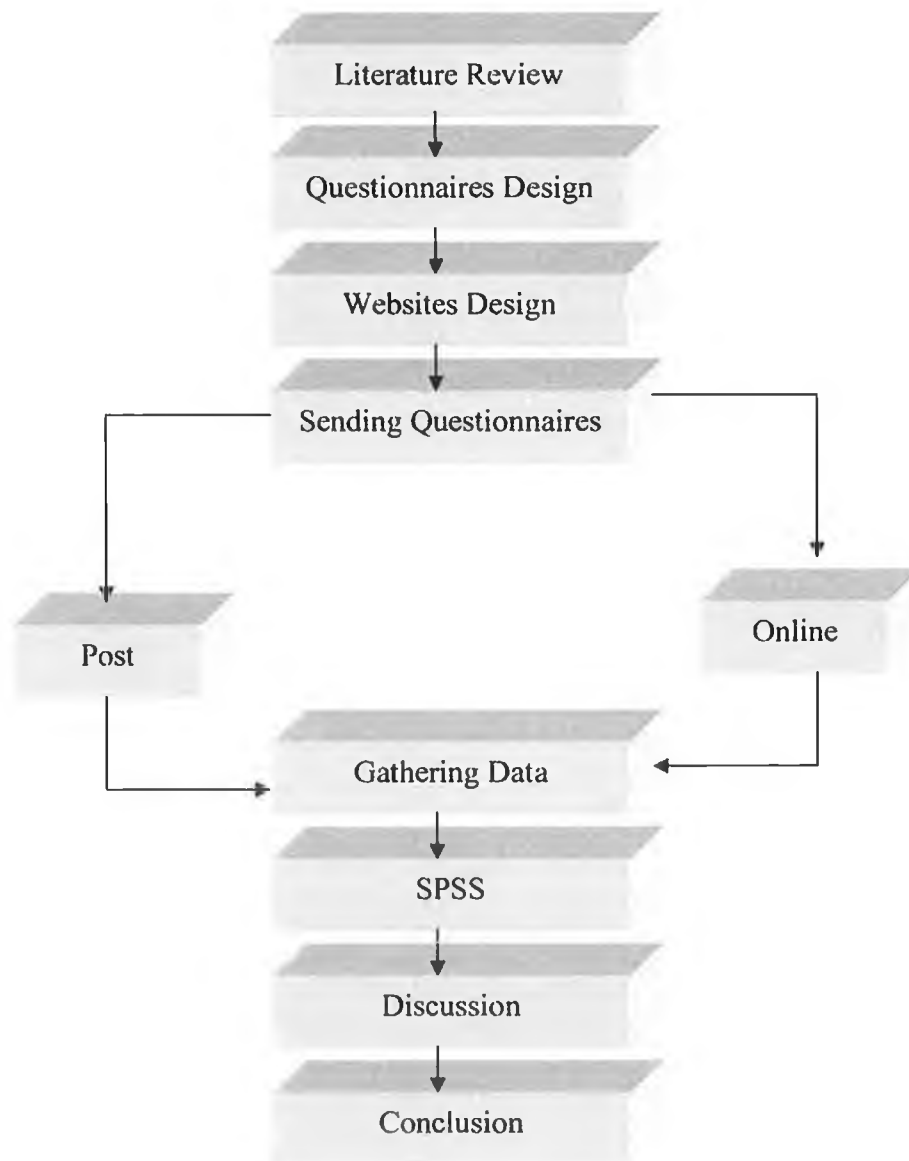 Literature Review
Questionnaires Design
Websites Design
Sending Questionnaires
Post
Online
Gathering Data
SPSS
Discussion
Conclusion